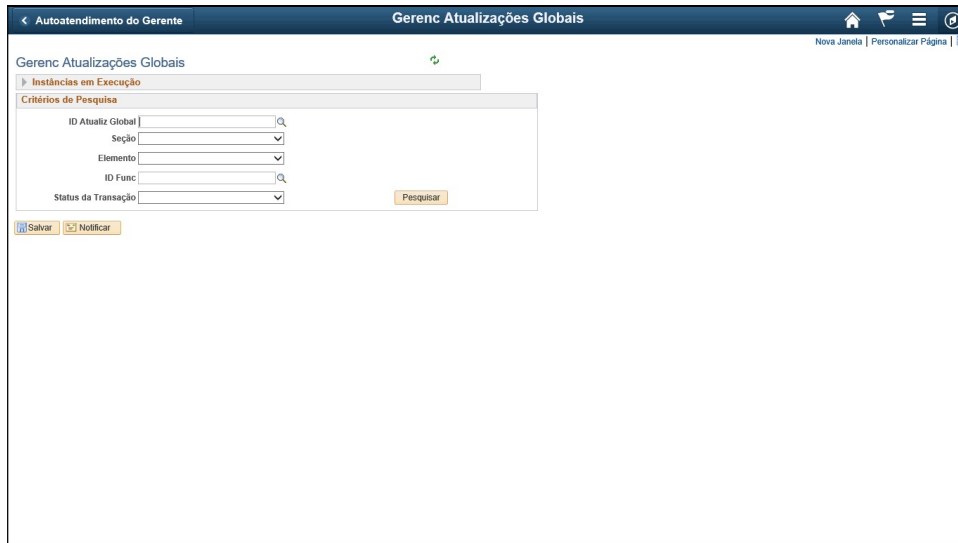 Autoatendimento do Gerente
Gerenc Atualizações Globais
Nova Janela | Personalizar Página |
Gerenc Atualizações Globais
Instâncias em Execução
Critérios de Pesquisa
ID Atualiz Global
Seção
Elemento
ID Func
Status da Transação
Pesquisar
Salvar
Notificar